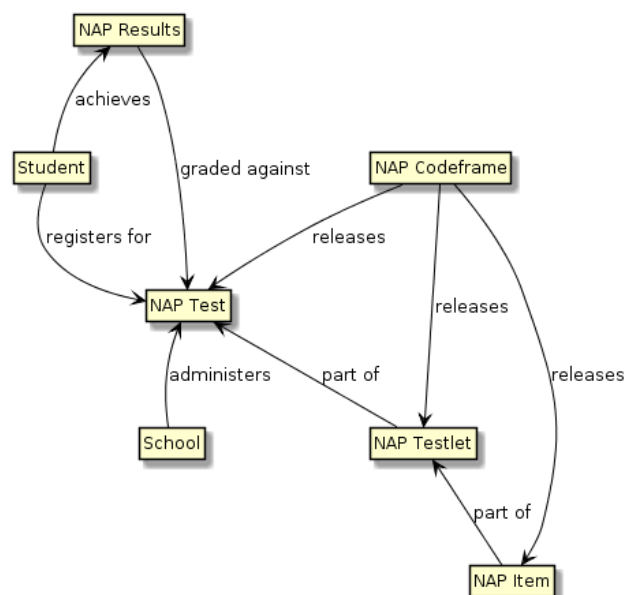 NAP Results
achieves
Student
graded against
NAP Codeframe
registers for
releases
NAP Test
releases
administers
part of
releases
School
NAP Testlet
part of
NAP Item